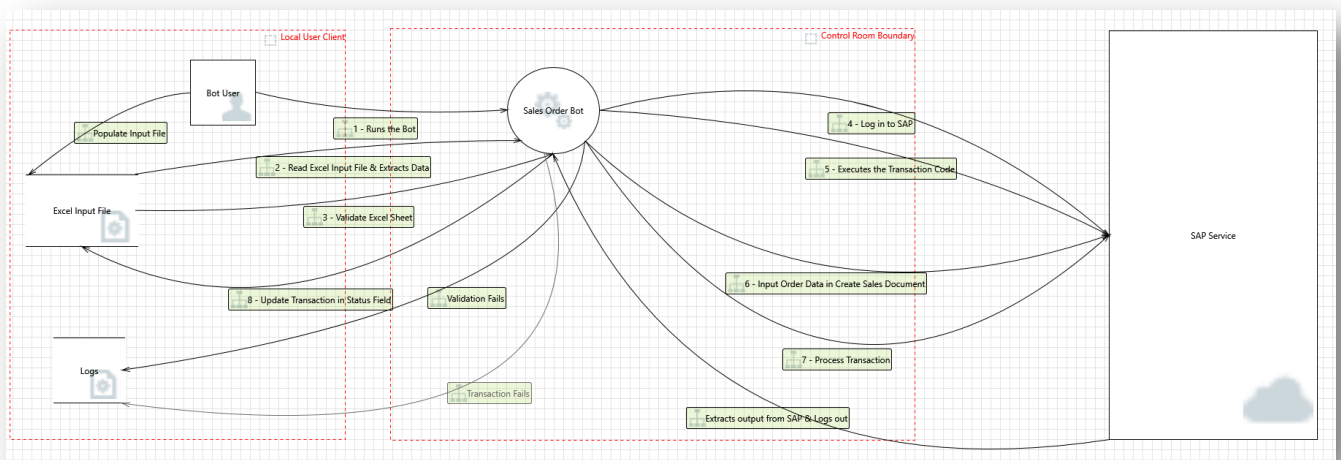 Local User Client
Control Room Boundary
Bot User
Sales Order Bot
Populate Input File
1 - Runs the Bot
4 - Log in to SAP
2 - Read Excel Input File & Extracts Data
5 - Executes the Transaction Code
Excel Input File
3 - Validate Excel Sheet
SAP Service
8 - Update Transaction in Status Field
Validation Fails
6 - Input Order Data in Create Sales Document
Logs
7 - Process Transaction
Transaction Fails
Extracts output from SAP & Logs out